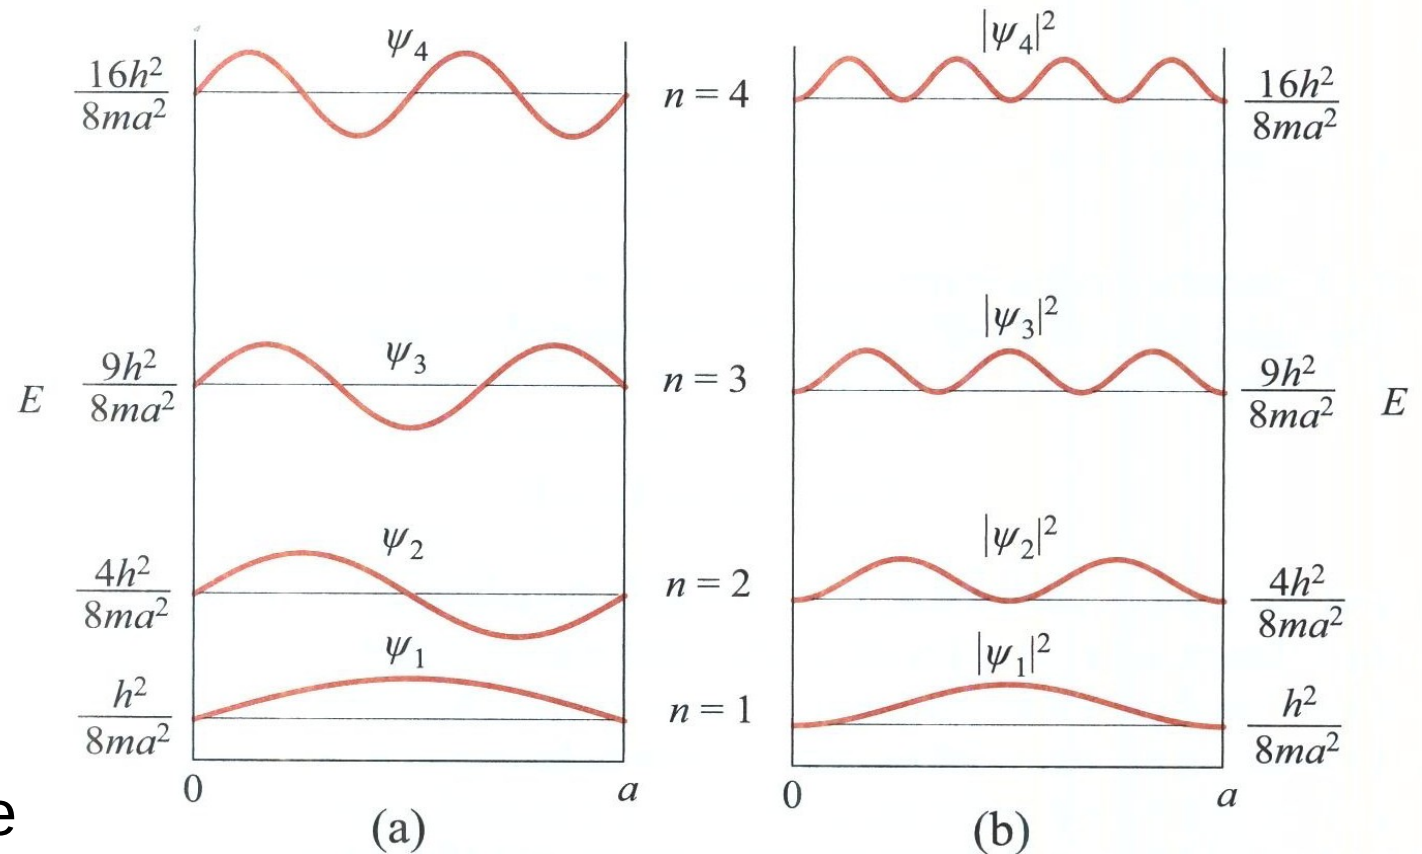 ψ₄
16h²
8ma²
n = 4
ψ₃
E
9h²
8ma²
n = 3
ψ₂
4h²
8ma²
n = 2
ψ₁
h²
8ma²
n = 1
0
a
(a)
|ψ₄|²
16h²
8ma²
|ψ₃|²
9h²
8ma²
E
|ψ₂|²
4h²
8ma²
|ψ₁|²
h²
8ma²
0
a
(b)
e